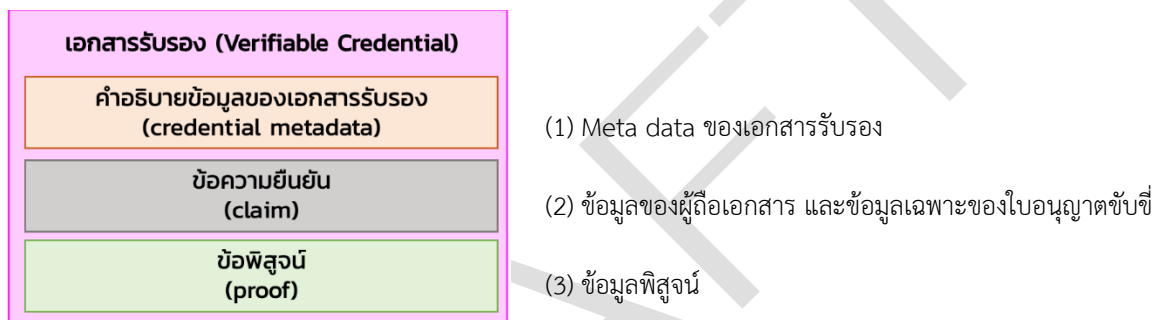 เอกสารรับรอง (Verifiable Credential)
คำอธิบายข้อมูลของเอกสารรับรอง
(credential metadata)
(1) Meta data ของเอกสารรับรอง
ข้อความยืนยัน
(claim)
(2) ข้อมูลของผู้ถือเอกสาร และข้อมูลเฉพาะของใบอนุญาตขับขี่
ข้อพิสูจน์
(proof)
(3) ข้อมูลพิสูจน์